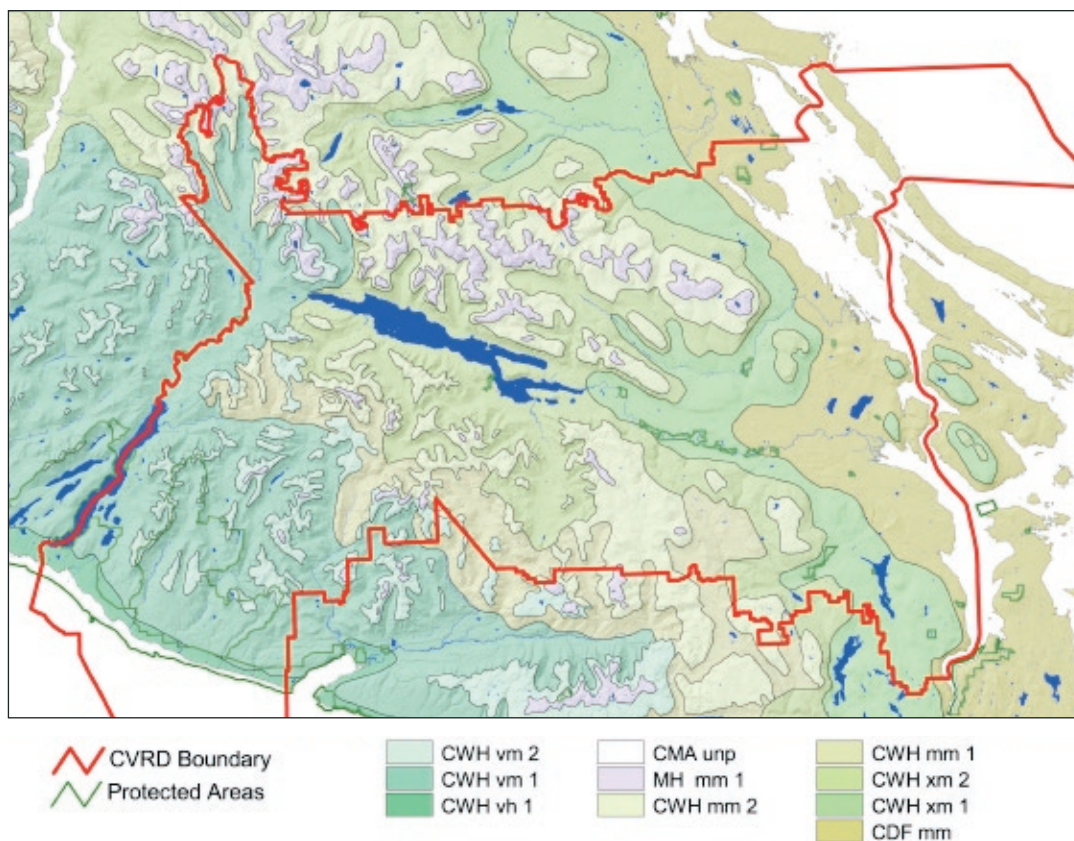 CVRD Boundary
Protected Areas
CWH vm 2
CWH vm 1
CWH vh 1
CMA unp
MH mm 1
CWH mm 2
CWH mm 1
CWH xm 2
CWH xm 1
CDF mm